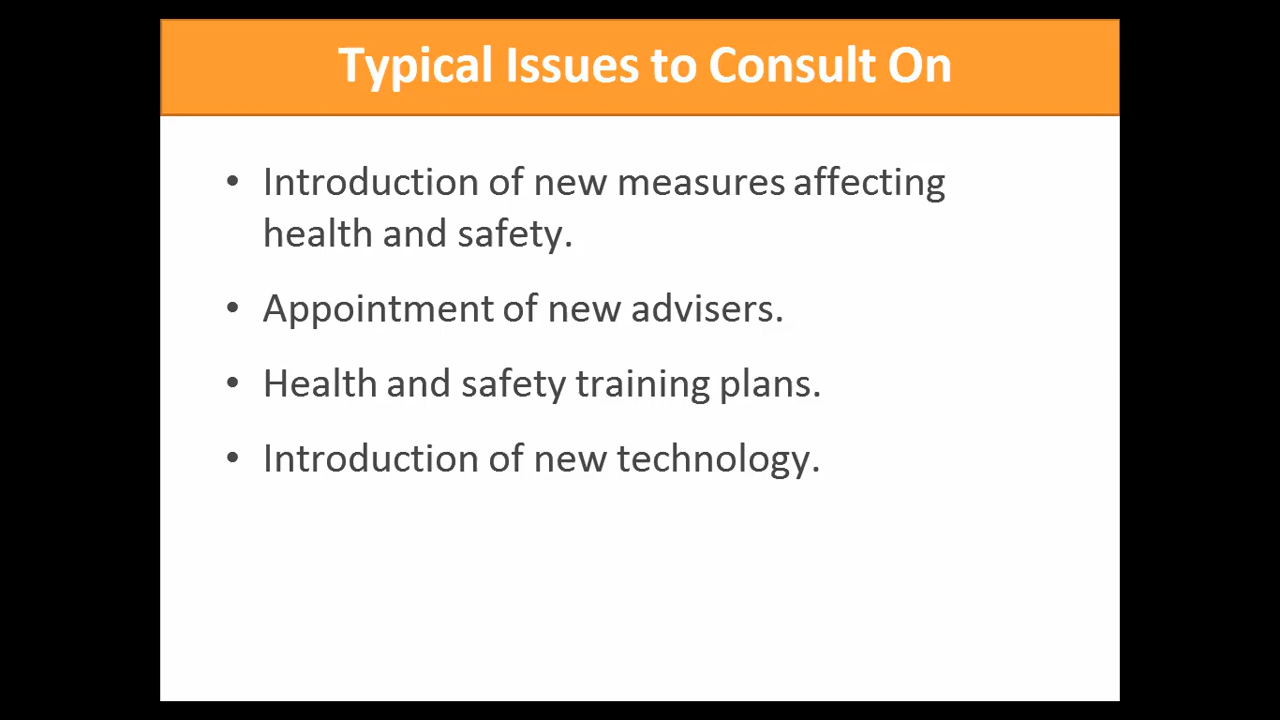 Typical Issues to Consult On
• Introduction of new measures affecting
health and safety.
• Appointment of new advisers.
• Health and safety training plans.
• Introduction of new technology.